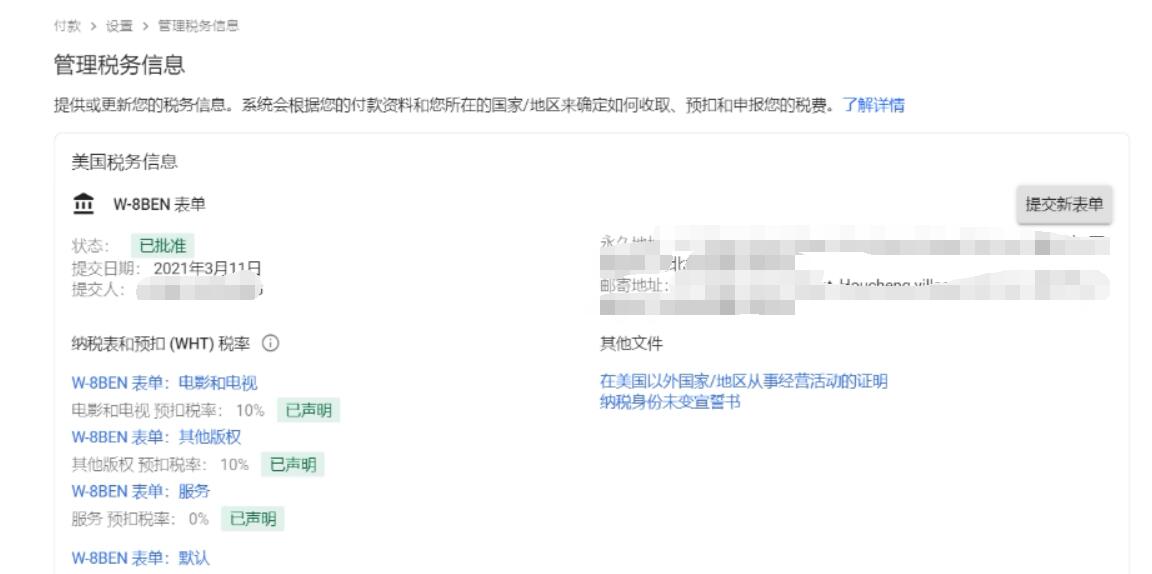 付款 > 设置 > 管理税务信息
管理税务信息
提供或更新您的税务信息。系统会根据您的付款资料和您所在的国家/地区来确定如何收取、预扣和申报您的税费。了解详情
美国税务信息
W-8BEN 表单
提交新表单
状态: 已批准
提交日期: 2021年3月11日
提交人:
永久地址
北
邮寄地址:
Houcheng
纳税表和预扣 (WHT) 税率
W-8BEN 表单: 电影和电视
电影和电视 预扣税率: 10% 已声明
W-8BEN 表单: 其他版权
其他版权 预扣税率: 10% 已声明
W-8BEN 表单: 服务
服务 预扣税率: 0% 已声明
W-8BEN 表单: 默认
其他文件
在美国以外国家/地区从事经营活动的证明
纳税身份未变宣誓书